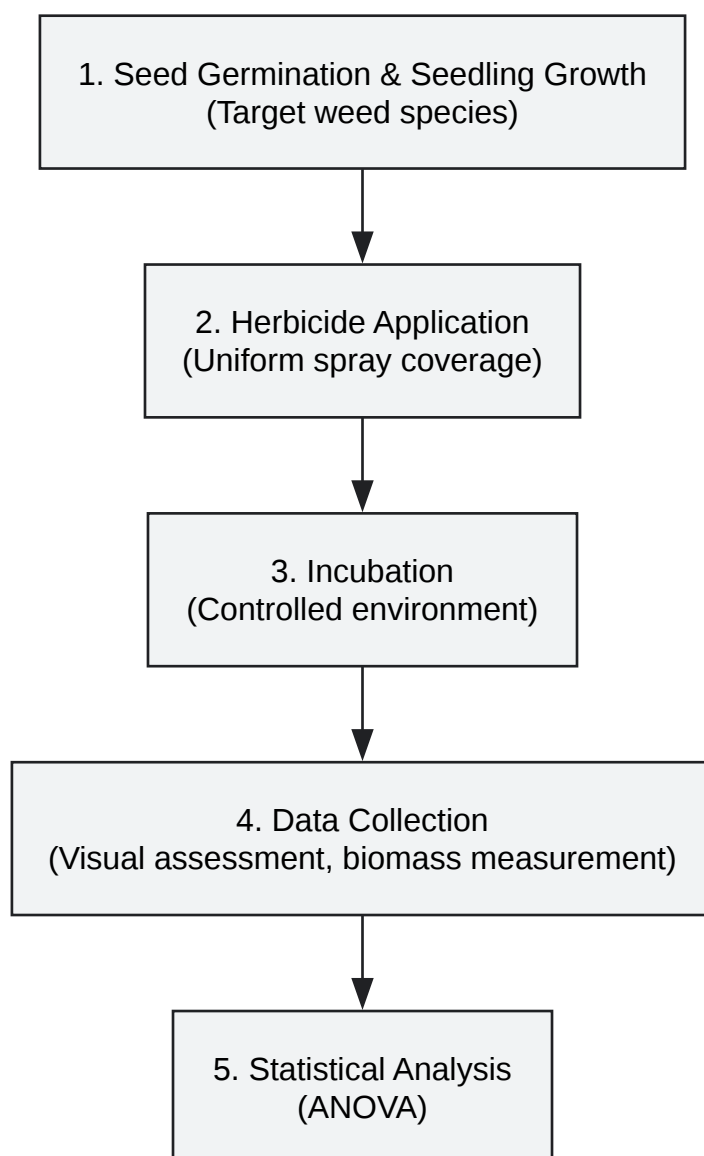 1. Seed Germination & Seedling Growth
(Target weed species)
2. Herbicide Application
(Uniform spray coverage)
3. Incubation
(Controlled environment)
4. Data Collection
(Visual assessment, biomass measurement)
5. Statistical Analysis
(ANOVA)